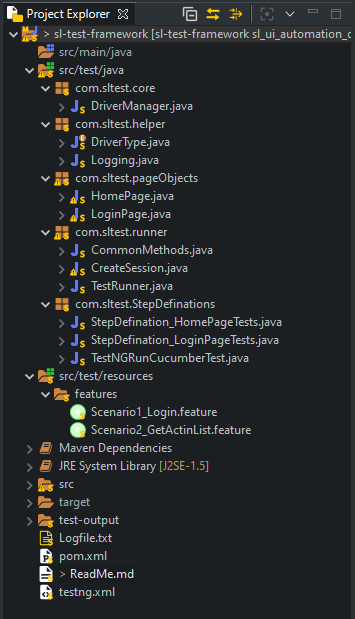 Project Explorer
> sl-test-framework [sl-test-framework sl_ui_automation_
src/main/java
src/test/java
com.sltest.core
DriverManager.java
com.sltest.helper
DriverType.java
Logging.java
com.sltest.pageObjects
HomePage.java
LoginPage.java
com.sltest.runner
CommonMethods.java
CreateSession.java
TestRunner.java
com.sltest.StepDefinations
StepDefination_HomePageTests.java
StepDefination_LoginPageTests.java
TestNGRunCucumberTest.java
src/test/resources
features
Scenario1_Login.feature
Scenario2_GetActinList.feature
Maven Dependencies
JRE System Library [J2SE-1.5]
src
target
test-output
Logfile.txt
pom.xml
> ReadMe.md
testng.xml